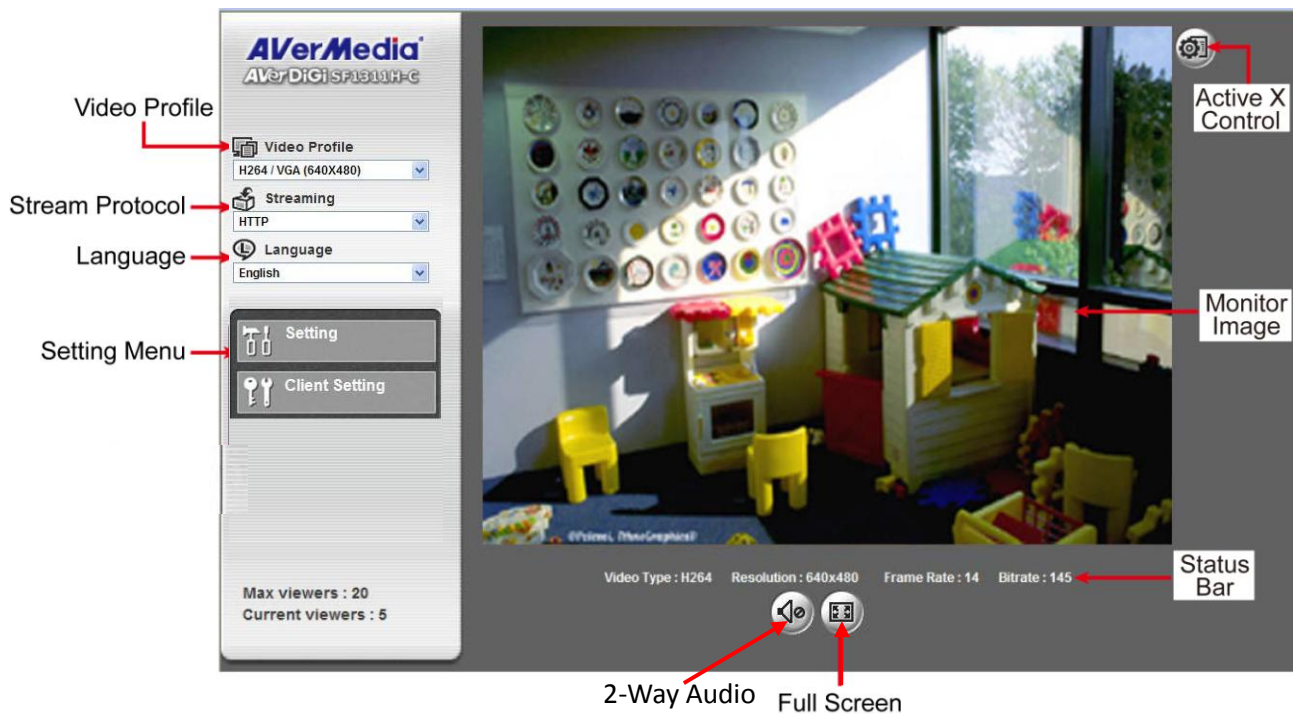 AVerMedia
AVerDiGi SF1311H-C
Video Profile
Video Profile
H264 / VGA (640X480)
Stream Protocol
Streaming
HTTP
Language
Language
English
Setting Menu
Setting
Client Setting
Max viewers : 20
Current viewers : 5
Active X
Control
Monitor
Image
Video Type : H264 Resolution : 640x480 Frame Rate : 14 Bitrate : 145
Status
Bar
2-Way Audio
Full Screen